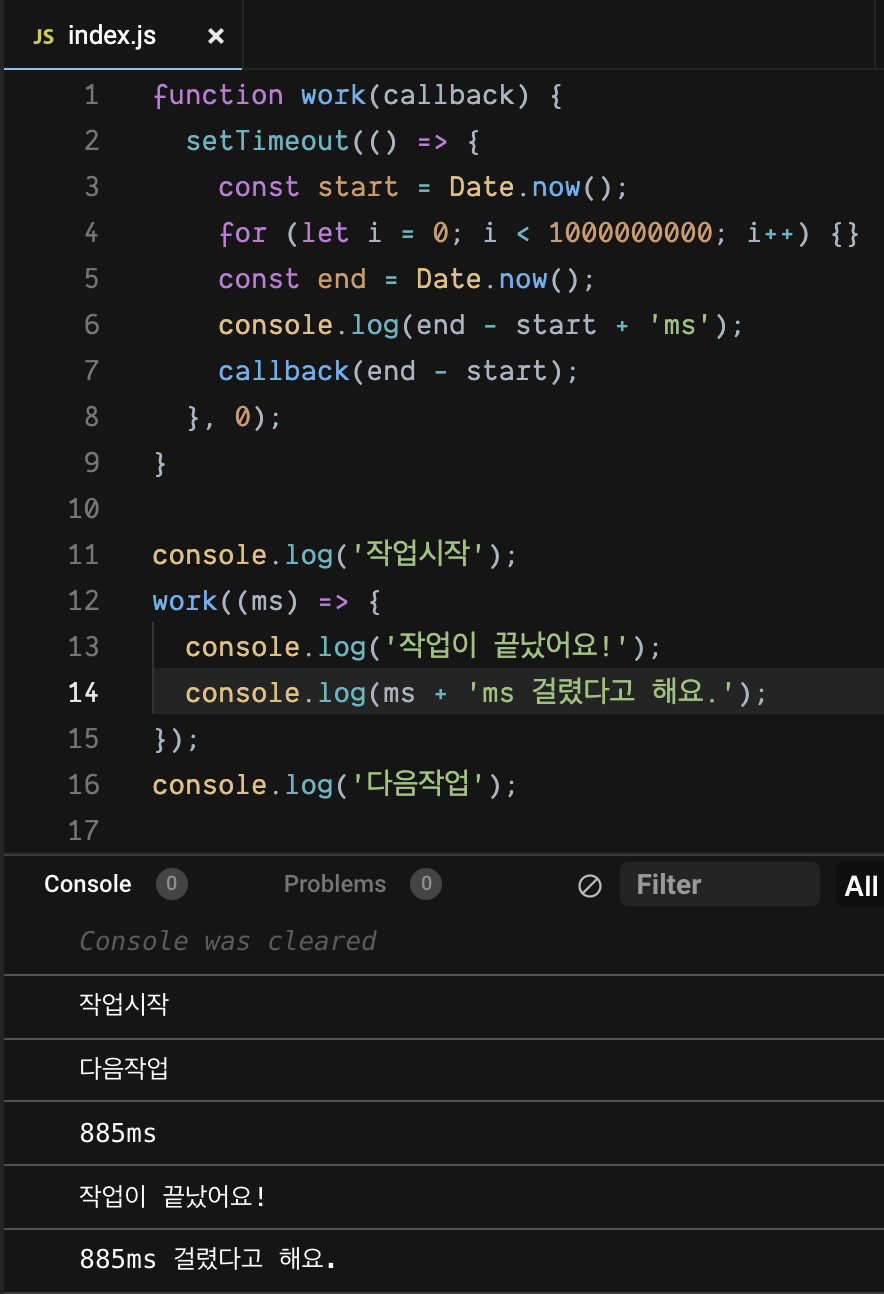 JS index.js ×
1 function work(callback) {
2   setTimeout(() => {
3     const start = Date.now();
4     for (let i = 0; i < 1000000000; i++) {}
5     const end = Date.now();
6     console.log(end - start + 'ms');
7     callback(end - start);
8   }, 0);
9 }
10
11 console.log('작업시작');
12 work((ms) => {
13   console.log('작업이 끝났어요!');
14   console.log(ms + 'ms 걸렸다고 해요.');
15 });
16 console.log('다음작업');
17
Console 0 Problems 0 Filter All
Console was cleared
작업시작
다음작업
885ms
작업이 끝났어요!
885ms 걸렸다고 해요.